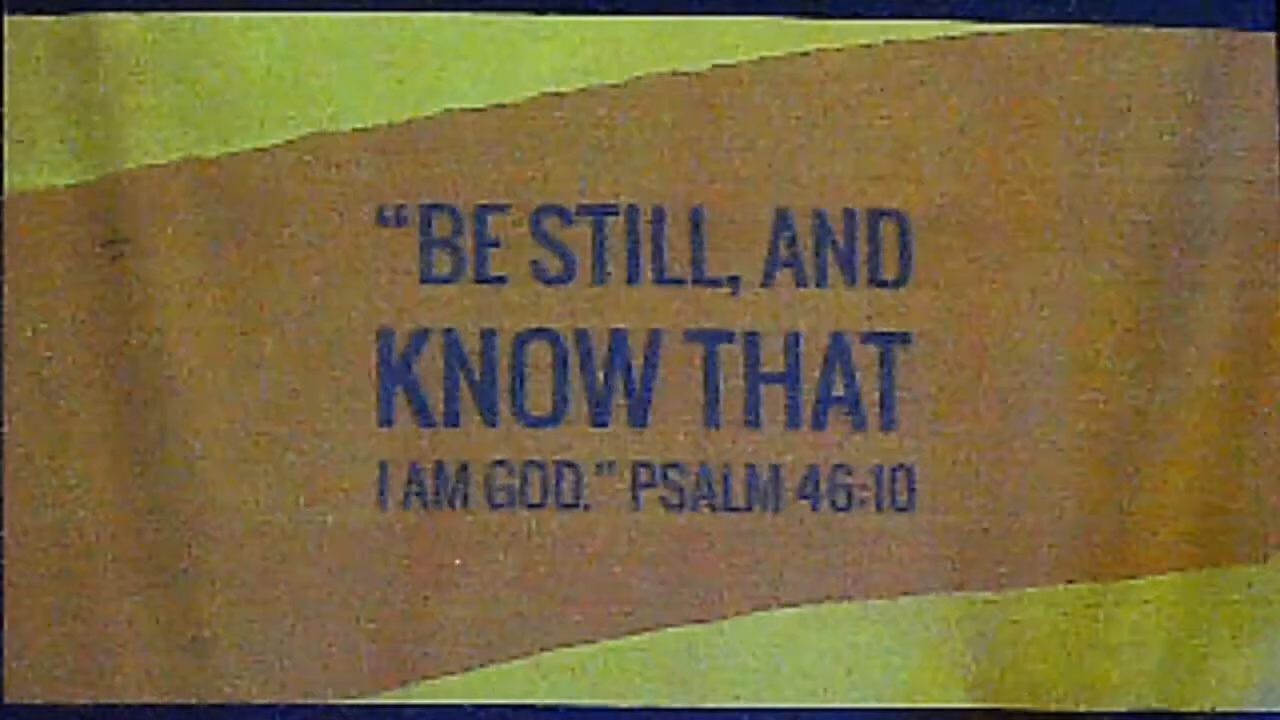 “BE STILL, AND
KNOW THAT
I AM GOD.” PSALM 46:10